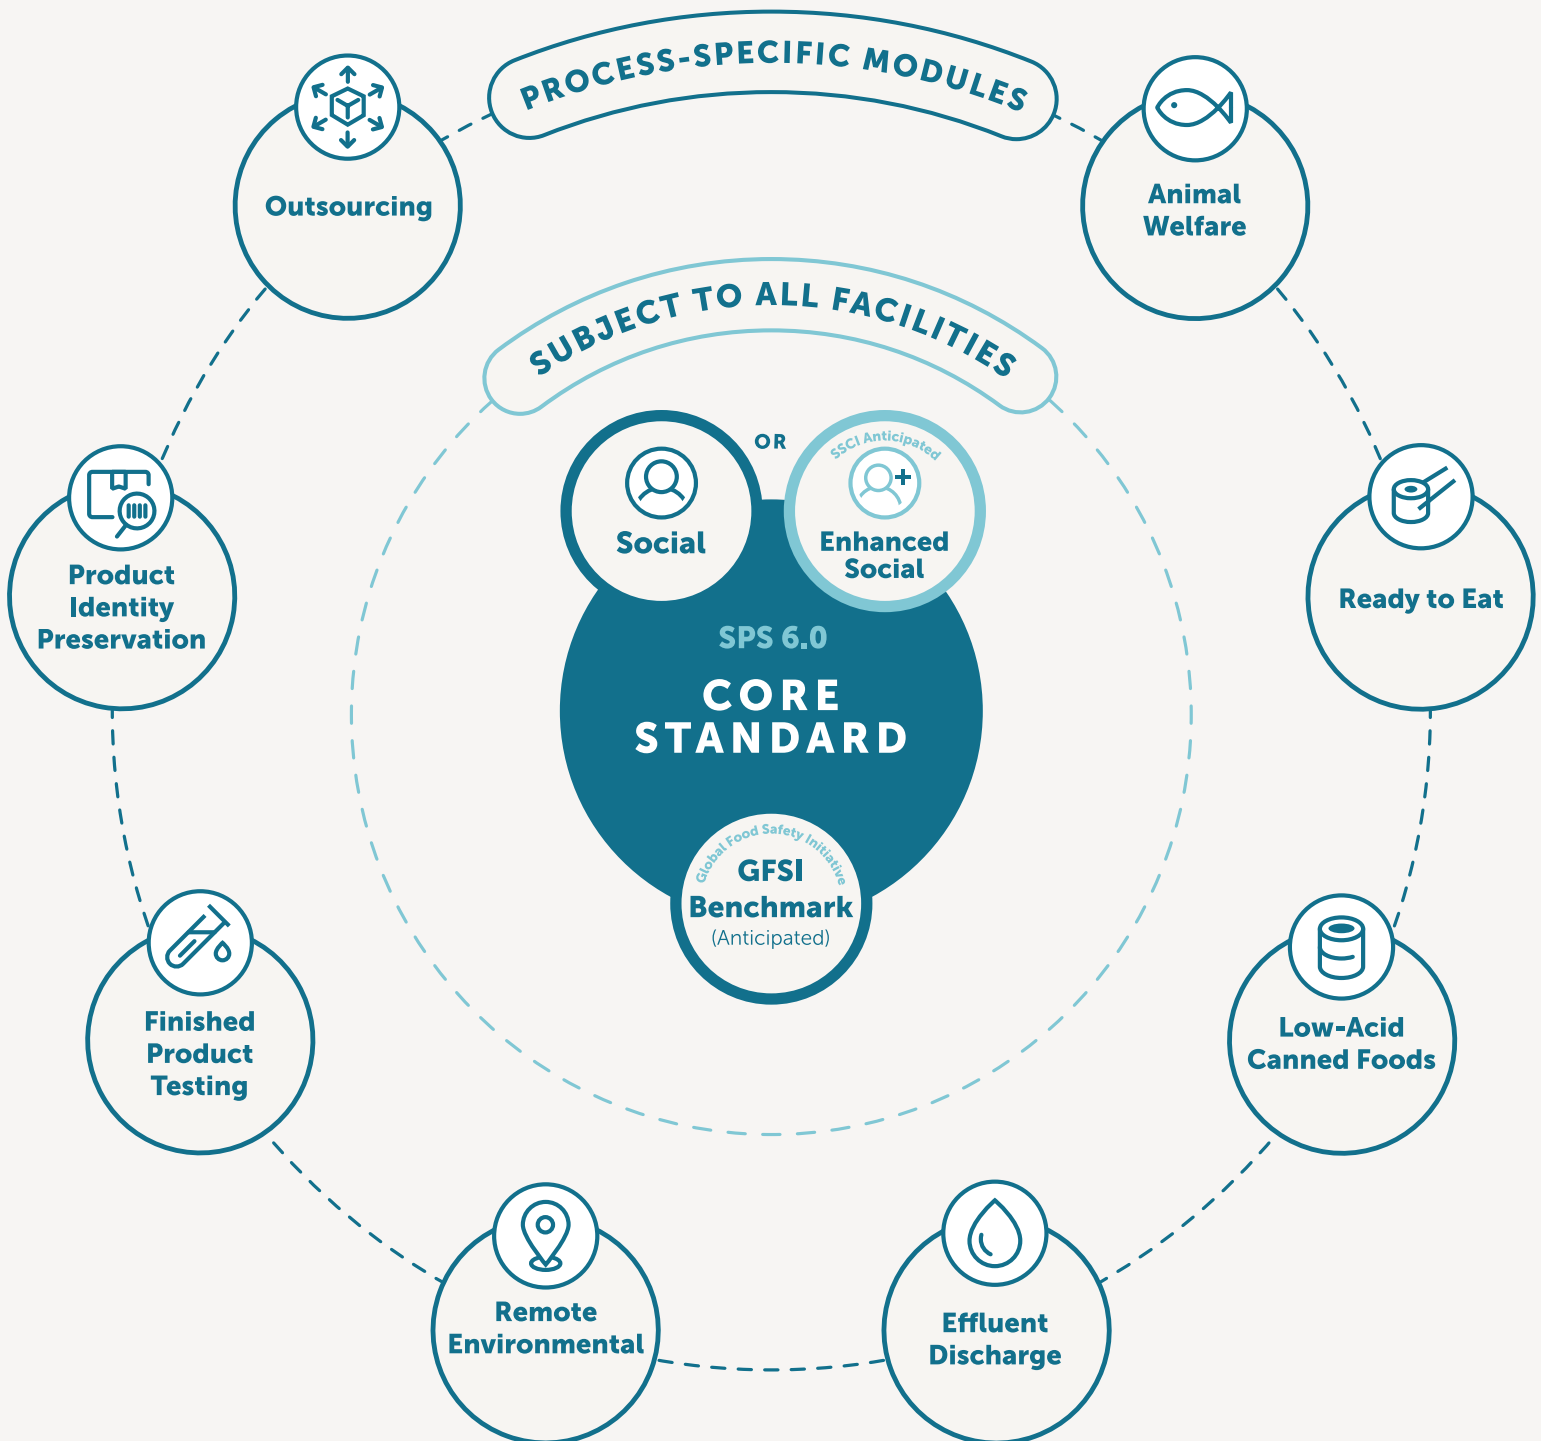 PROCESS-SPECIFIC MODULES
Outsourcing
Animal
Welfare
SUBJECT TO ALL FACILITIES
OR
Social
SSCI Anticipated
Enhanced
Social
Product
Identity
Preservation
Ready to Eat
SPS 6.0
CORE
STANDARD
Global Food Safety Initiative
GFSI
Benchmark
(Anticipated)
Finished
Product
Testing
Low-Acid
Canned Foods
Remote
Environmental
Effluent
Discharge